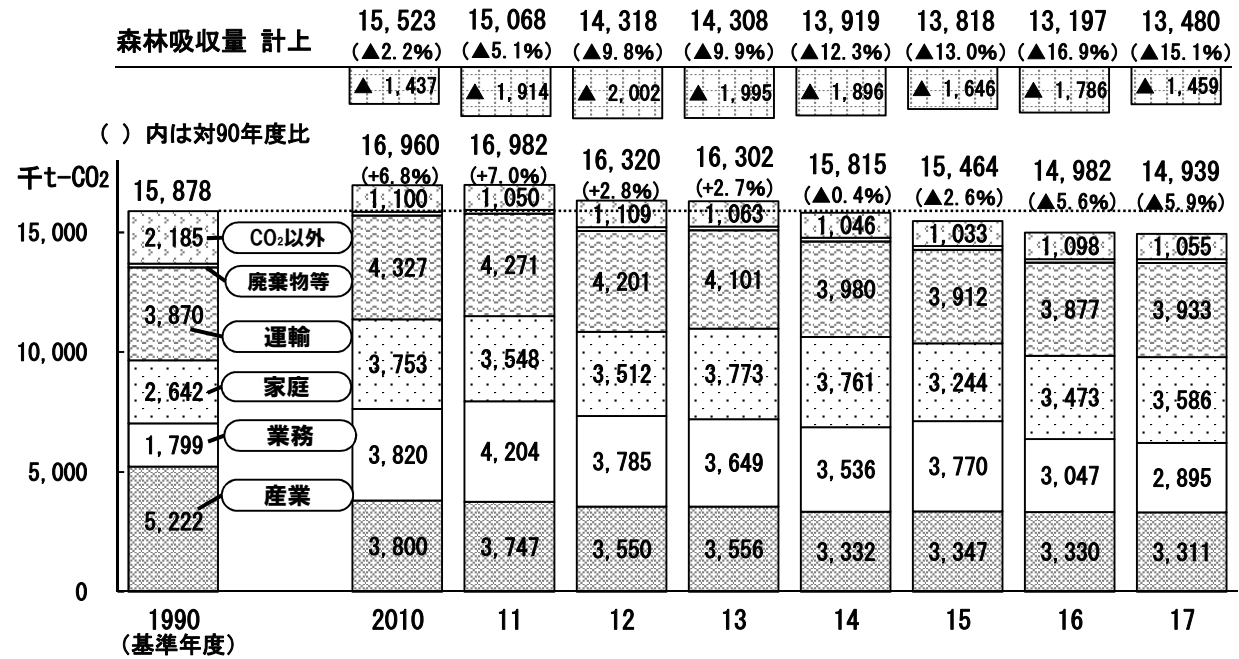 森林吸収量 計上
15,523 15,068 14,318 14,308 13,919 13,818 13,197 13,480
(▲2.2%) (▲5.1%) (▲9.8%) (▲9.9%) (▲12.3%) (▲13.0%) (▲16.9%) (▲15.1%)
▲ 1,437 ▲ 1,914 ▲ 2,002 ▲ 1,995 ▲ 1,896 ▲ 1,646 ▲ 1,786 ▲ 1,459
( ) 内は対90年度比
千t-CO₂
15,878 16,960 16,982 16,320 16,302 15,815 15,464 14,982 14,939
(+6.8%) (+7.0%) (+2.8%) (+2.7%) (▲0.4%) (▲2.6%) (▲5.6%) (▲5.9%)
15,000
2,185 CO₂以外 1,100 1,050 1,109 1,063 1,046 1,033 1,098 1,055
廃棄物等
3,870 運輸 4,327 4,271 4,201 4,101 3,980 3,912 3,877 3,933
10,000
2,642 家庭 3,753 3,548 3,512 3,773 3,761 3,244 3,473 3,586
1,799 業務 3,820 4,204 3,785 3,649 3,536 3,770 3,047 2,895
5,000
5,222 産業 3,800 3,747 3,550 3,556 3,332 3,347 3,330 3,311
0
1990 2010 11 12 13 14 15 16 17
(基準年度)